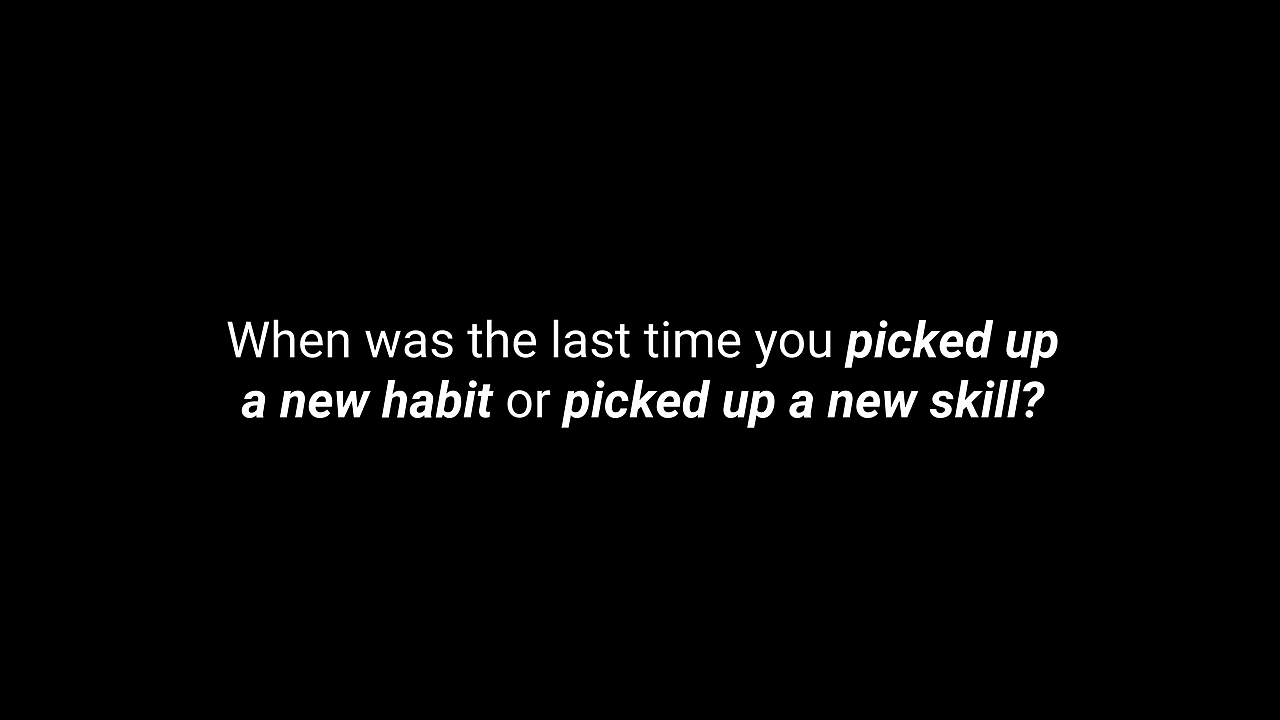 When was the last time you picked up
a new habit or picked up a new skill?